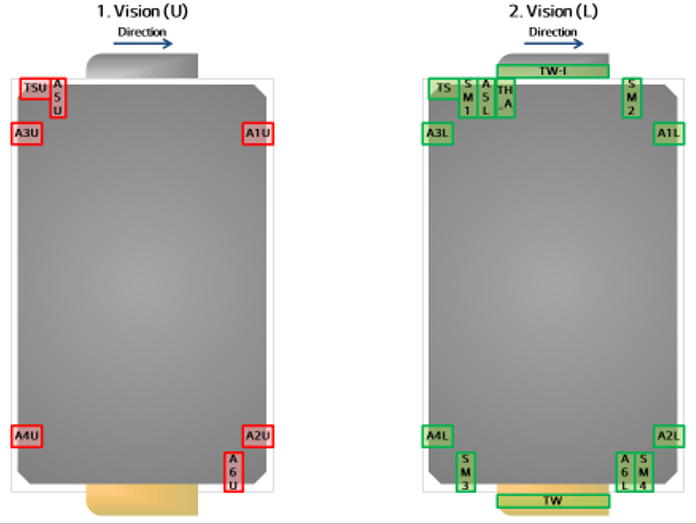 1. Vision (U)
Direction
TSU
A5U
A3U
A1U
A4U
A2U
A6U
2. Vision (L)
Direction
TW-I
TS
SM1
A5L
TH_A
SM2
A3L
A1L
A4L
A2L
SM3
A6L
SM4
TW